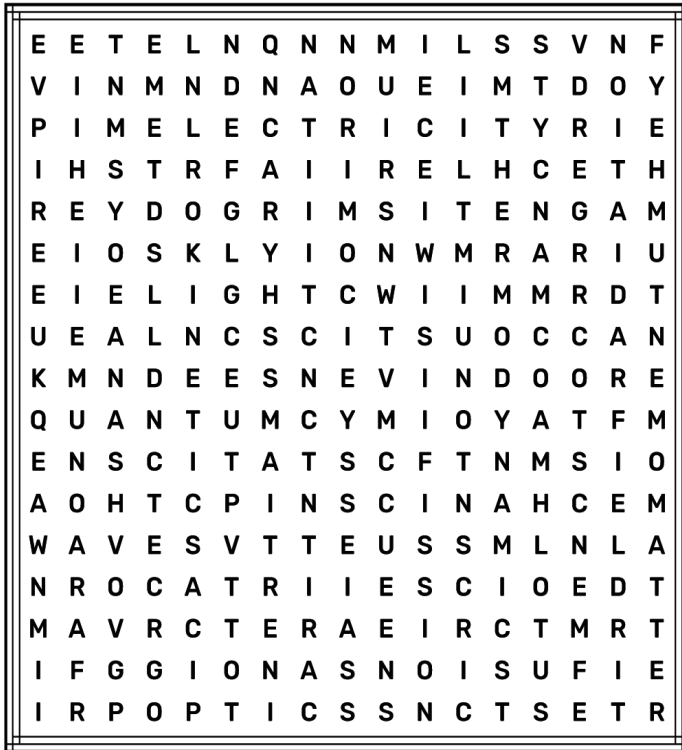 E E T E L N Q N N M I L S S V N F
V I N M N D N A O U E I M T D O Y
P I M E L E C T R I C I T Y R I E
I H S T R F A I I R E L H C E T H
R E Y D O G R I M S I T E N G A M
E I O S K L Y I O N W M R A R I U
E I E L I G H T C W I I M M R D T
U E A L N C S C I T S U O C C A N
K M N D E E S N E V I N D O O R E
Q U A N T U M C Y M I O Y A T F M
E N S C I T A T S C F T N M S I O
A O H T C P I N S C I N A H C E M
W A V E S V T T E U S S M L N L A
N R O C A T R I I E S C I O E D T
M A V R C T E R A E I R C T M R T
I F G G I O N A S N O I S U F I E
I R P O P T I C S S N C T S E T R